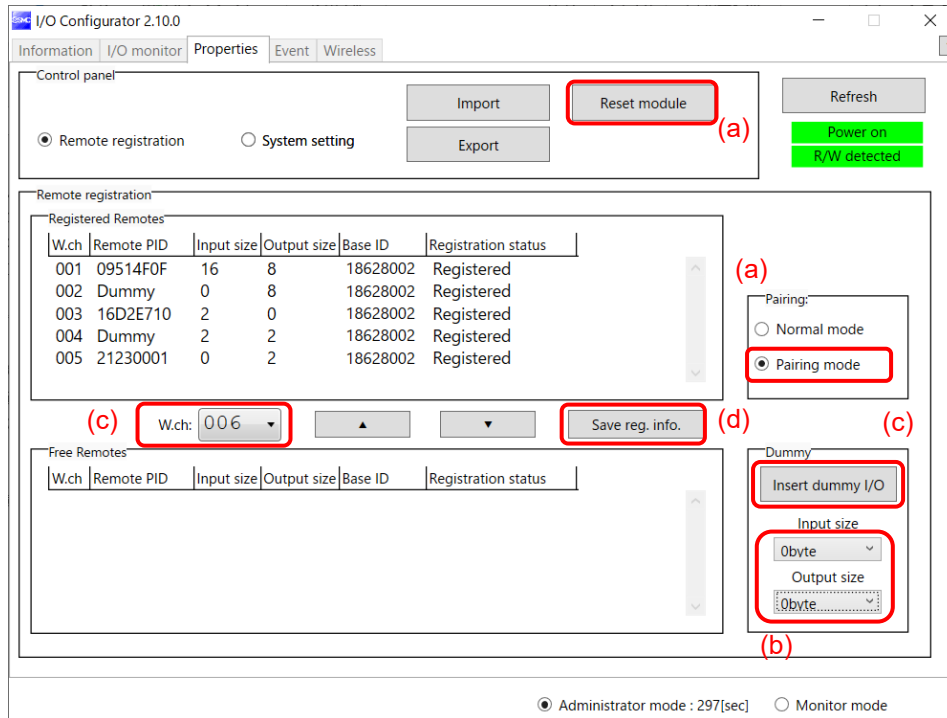 SMC I/O Configurator 2.10.0
Information I/O monitor Properties Event Wireless
Control panel
Import Reset module Refresh
(a)
Remote registration System setting Export Power on
R/W detected
Remote registration
Registered Remotes
W.ch Remote PID Input size Output size Base ID Registration status
001 09514F0F 16 8 18628002 Registered
002 Dummy 0 8 18628002 Registered
003 16D2E710 2 0 18628002 Registered
004 Dummy 2 2 18628002 Registered
005 21230001 0 2 18628002 Registered
(a)
Pairing:
Normal mode
Pairing mode
(c) W.ch: 006 ▼ ▲ ▼ Save reg. info. (d) (c)
Free Remotes
W.ch Remote PID Input size Output size Base ID Registration status
Dummy
Insert dummy I/O
Input size
0byte
Output size
0byte
(b)
Administrator mode : 297[sec] Monitor mode